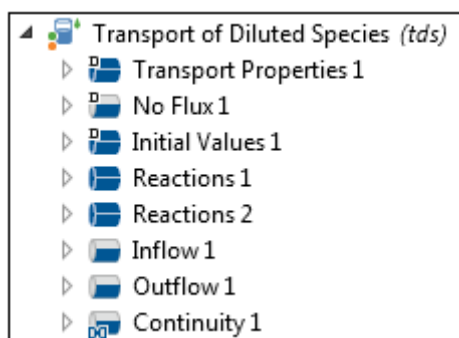 Transport of Diluted Species (tds)
Transport Properties 1
No Flux 1
Initial Values 1
Reactions 1
Reactions 2
Inflow 1
Outflow 1
Continuity 1